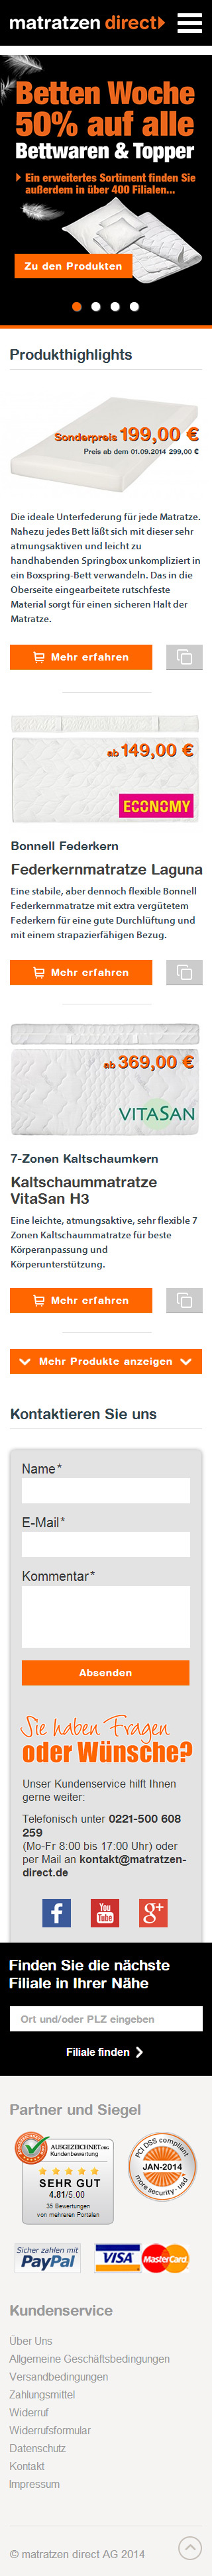 matratzen direct
Betten Woche
50% auf alle
Bettwaren & Topper
Ein erweitertes Sortiment finden Sie
außerdem in über 400 Filialen...
Zu den Produkten
Produkthighlights
Sonderpreis 199,00 €
Preis ab dem 01.09.2014 299,00 €
Die ideale Unterfederung für jede Matratze.
Nahezu jedes Bett läßt sich mit dieser sehr
atmungsaktiven und leicht zu
handhabenden Springbox unkompliziert in
ein Boxspring-Bett verwandeln. Das in die
Oberseite eingearbeitete rutschfeste
Material sorgt für einen sicheren Halt der
Matratze.
Mehr erfahren
ab 149,00 €
ECONOMY
Bonnell Federkern
Federkernmatratze Laguna
Eine stabile, aber dennoch flexible Bonnell
Federkernmatratze mit extra vergütetem
Federkern für eine gute Durchlüftung und
mit einem strapazierfähigen Bezug.
Mehr erfahren
ab 369,00 €
VITASAN
7-Zonen Kaltschaumkern
Kaltschaummatratze
VitaSan H3
Eine leichte, atmungsaktive, sehr flexible 7
Zonen Kaltschaummatratze für beste
Körperanpassung und
Körperunterstützung.
Mehr erfahren
Mehr Produkte anzeigen
Kontaktieren Sie uns
Name*
E-Mail*
Kommentar*
Absenden
Sie haben Fragen
oder Wünsche?
Unser Kundenservice hilft Ihnen
gerne weiter:
Telefonisch unter 0221-500 608
259
(Mo-Fr 8:00 bis 17:00 Uhr) oder
per Mail an kontakt@matratzen-
direct.de
f
You
Tube
g+
Finden Sie die nächste
Filiale in Ihrer Nähe
Ort und/oder PLZ eingeben
Filiale finden
Partner und Siegel
AUSGEZEICHNET.ORG
Kundenbewertung
SEHR GUT
4.81/5.00
35 Bewertungen
von mehreren Portalen
PCI DSS compliant
JAN-2014
more security - usd
Sicher zahlen mit
PayPal
VISA
MasterCard
Kundenservice
Über Uns
Allgemeine Geschäftsbedingungen
Versandbedingungen
Zahlungsmittel
Widerruf
Widerrufsformular
Datenschutz
Kontakt
Impressum
© matratzen direct AG 2014